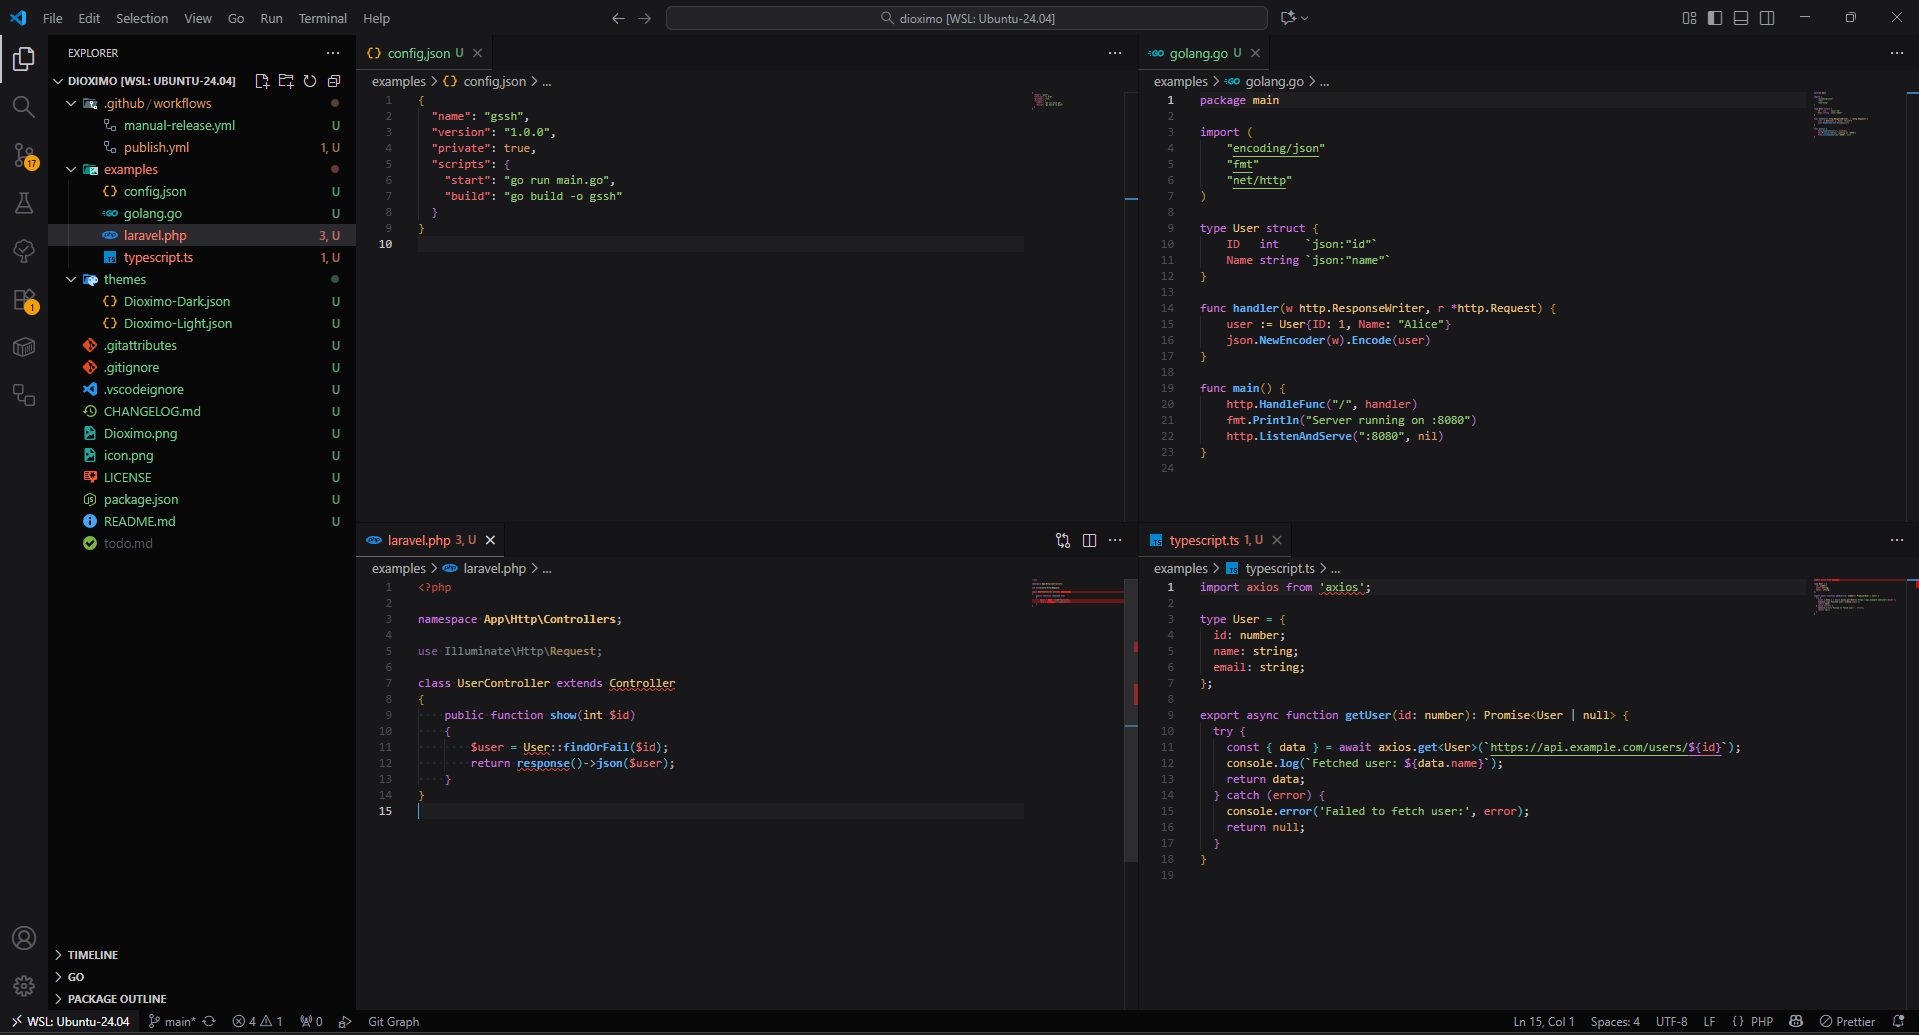 File Edit Selection View Go Run Terminal Help
dioximo [WSL: Ubuntu-24.04]
EXPLORER
DIOXIMO [WSL: UBUNTU-24.04]
.github / workflows
manual-release.yml U
publish.yml 1, U
examples
config.json U
golang.go U
laravel.php 3, U
typescript.ts 1, U
themes
Dioximo-Dark.json U
Dioximo-Light.json U
.gitattributes U
.gitignore U
.vscodeignore U
CHANGELOG.md U
Dioximo.png U
icon.png U
LICENSE U
package.json U
README.md U
todo.md
17
1
TIMELINE
GO
PACKAGE OUTLINE
config.json U
examples > config.json > ...
1 {
2   "name": "gssh",
3   "version": "1.0.0",
4   "private": true,
5   "scripts": {
6     "start": "go run main.go",
7     "build": "go build -o gssh"
8   }
9 }
10
golang.go U
examples > golang.go > ...
1 package main
2
3 import (
4     "encoding/json"
5     "fmt"
6     "net/http"
7 )
8
9 type User struct {
10     ID   int    `json:"id"`
11     Name string `json:"name"`
12 }
13
14 func handler(w http.ResponseWriter, r *http.Request) {
15     user := User{ID: 1, Name: "Alice"}
16     json.NewEncoder(w).Encode(user)
17 }
18
19 func main() {
20     http.HandleFunc("/", handler)
21     fmt.Println("Server running on :8080")
22     http.ListenAndServe(":8080", nil)
23 }
24
laravel.php 3, U
examples > laravel.php > ...
1 <?php
2
3 namespace App\Http\Controllers;
4
5 use Illuminate\Http\Request;
6
7 class UserController extends Controller
8 {
9     public function show(int $id)
10     {
11         $user = User::findOrFail($id);
12         return response()->json($user);
13     }
14 }
15
typescript.ts 1, U
examples > typescript.ts > ...
1 import axios from 'axios';
2
3 type User = {
4   id: number;
5   name: string;
6   email: string;
7 };
8
9 export async function getUser(id: number): Promise<User | null> {
10   try {
11     const { data } = await axios.get<User>(`https://api.example.com/users/${id}`);
12     console.log(`Fetched user: ${data.name}`);
13     return data;
14   } catch (error) {
15     console.error('Failed to fetch user:', error);
16     return null;
17   }
18 }
19
WSL: Ubuntu-24.04 main* 4 1 0 Git Graph
Ln 15, Col 1 Spaces: 4 UTF-8 LF { } PHP Prettier